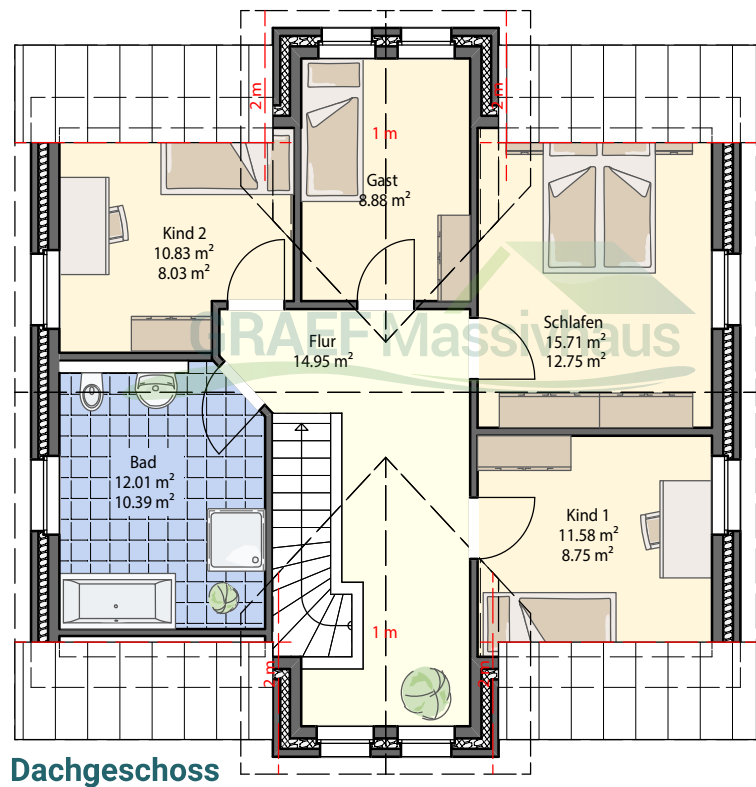 2 m
2 m
1 m
Gast
8.88 m²
Kind 2
10.83 m²
8.03 m²
GRAFF Massivhaus
Flur
14.95 m²
Schlafen
15.71 m²
12.75 m²
Bad
12.01 m²
10.39 m²
Kind 1
11.58 m²
8.75 m²
1 m
2 m
2 m
Dachgeschoss